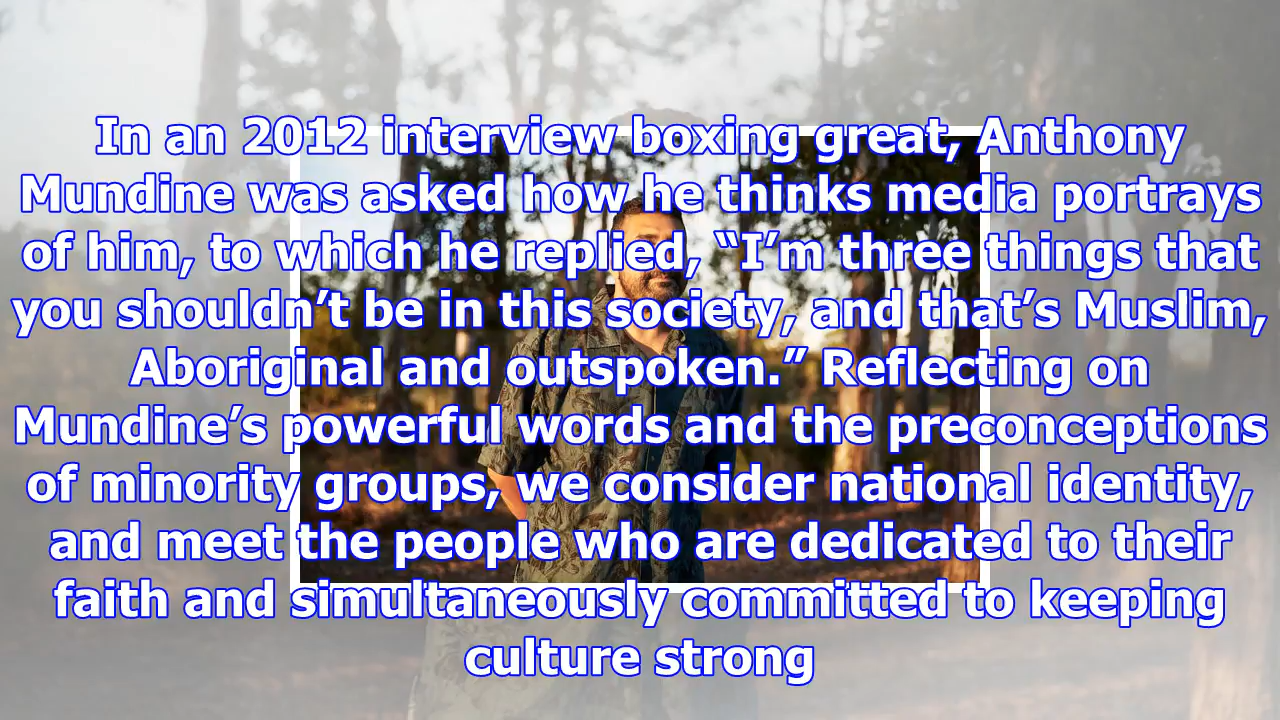 In an 2012 interview boxing great, Anthony
Mundine was asked how he thinks media portrays
of him, to which he replied, “I’m three things that
you shouldn’t be in this society, and that’s Muslim,
Aboriginal and outspoken.” Reflecting on
Mundine’s powerful words and the preconceptions
of minority groups, we consider national identity,
and meet the people who are dedicated to their
faith and simultaneously committed to keeping
culture strong